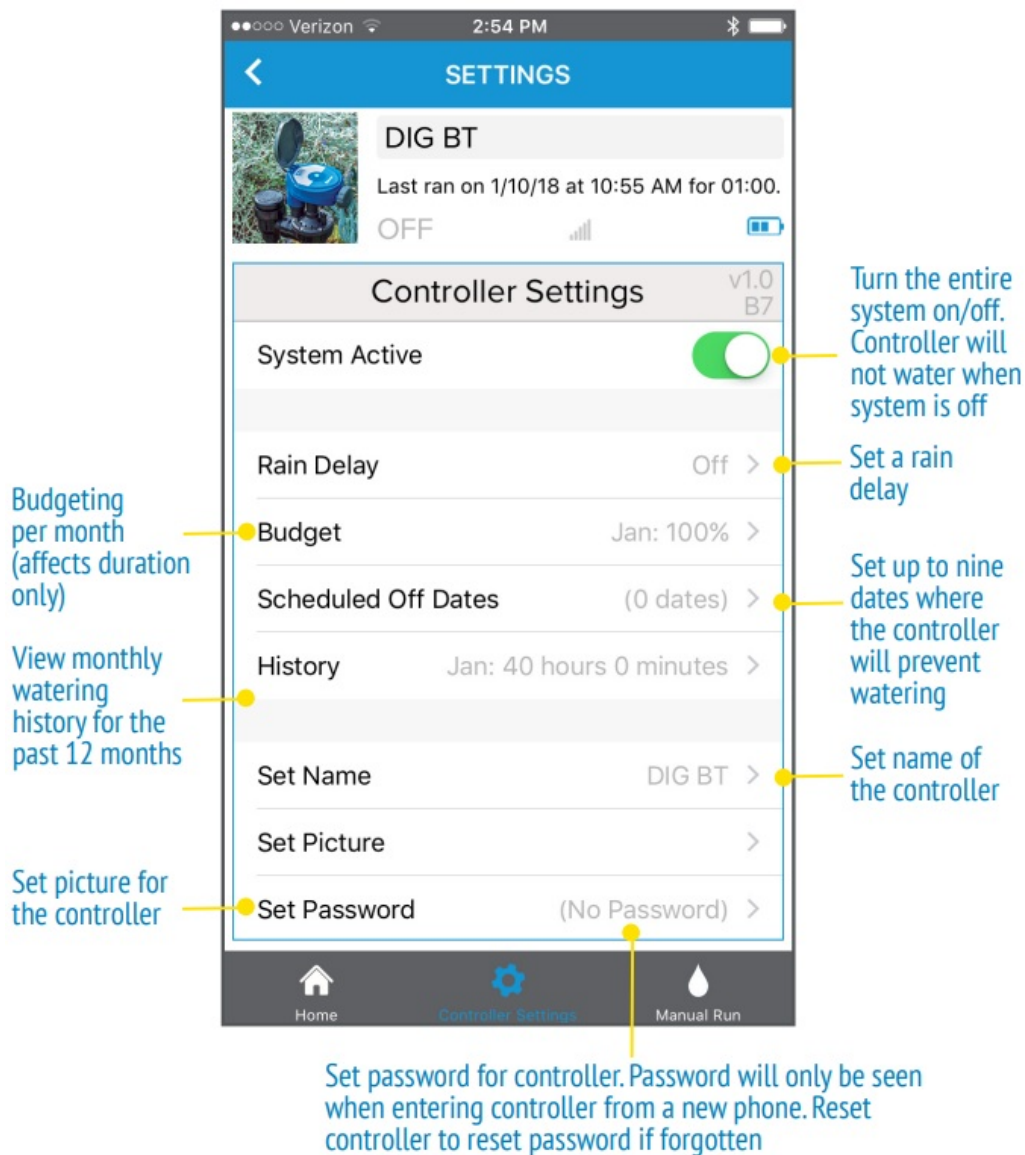 Verizon 2:54 PM
SETTINGS
DIG BT
Last ran on 1/10/18 at 10:55 AM for 01:00.
OFF
Controller Settings
v1.0
B7
System Active
Turn the entire
system on/off.
Controller will
not water when
system is off
Rain Delay Off
Set a rain
delay
Budgeting
per month
(affects duration
only)
Budget Jan: 100%
Scheduled Off Dates (0 dates)
Set up to nine
dates where
the controller
will prevent
watering
View monthly
watering
history for the
past 12 months
History Jan: 40 hours 0 minutes
Set Name DIG BT
Set name of
the controller
Set Picture
Set picture for
the controller
Set Password (No Password)
Home Controller Settings Manual Run
Set password for controller. Password will only be seen
when entering controller from a new phone. Reset
controller to reset password if forgotten